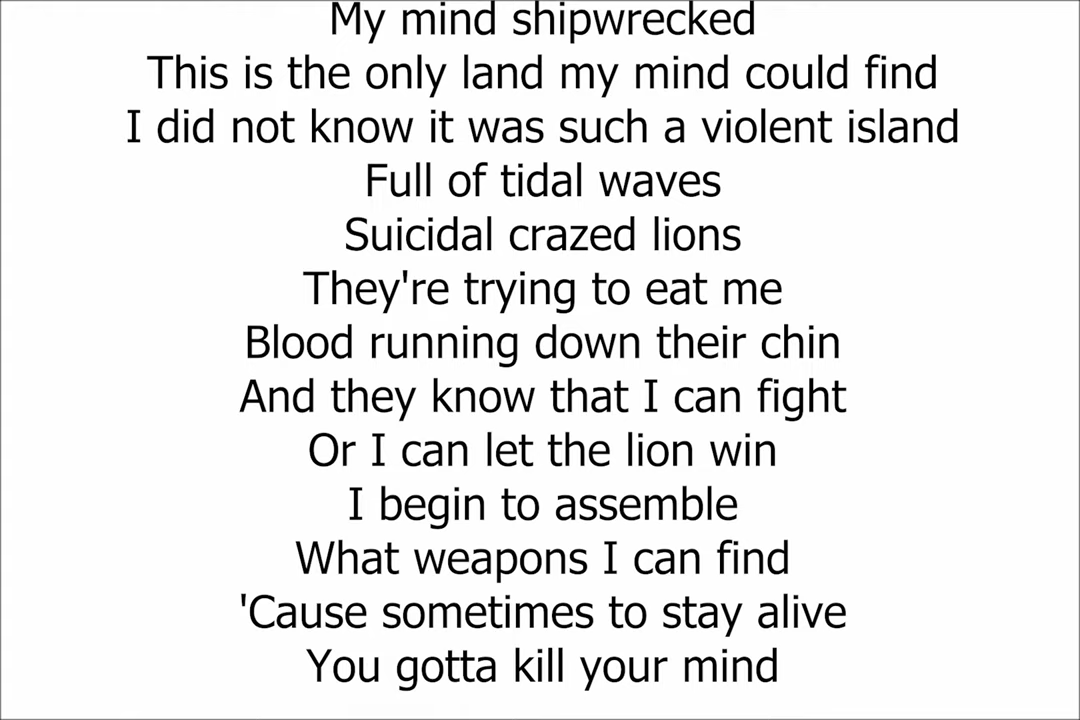 My mind shipwrecked
This is the only land my mind could find
I did not know it was such a violent island
Full of tidal waves
Suicidal crazed lions
They're trying to eat me
Blood running down their chin
And they know that I can fight
Or I can let the lion win
I begin to assemble
What weapons I can find
'Cause sometimes to stay alive
You gotta kill your mind